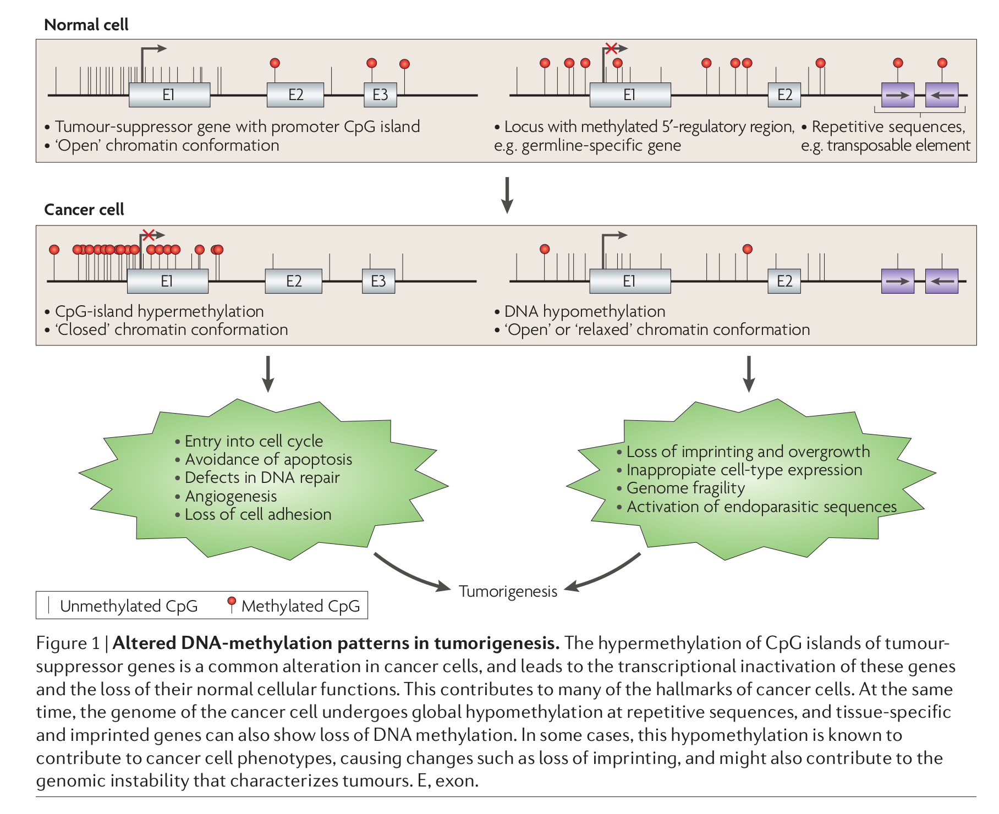 Normal cell
E1
E2
E3
E1
E2
• Tumour-suppressor gene with promoter CpG island
• ‘Open’ chromatin conformation
• Locus with methylated 5′-regulatory region,
e.g. germline-specific gene
• Repetitive sequences,
e.g. transposable element
Cancer cell
E1
E2
E3
E1
E2
• CpG-island hypermethylation
• ‘Closed’ chromatin conformation
• DNA hypomethylation
• ‘Open’ or ‘relaxed’ chromatin conformation
• Entry into cell cycle
• Avoidance of apoptosis
• Defects in DNA repair
• Angiogenesis
• Loss of cell adhesion
• Loss of imprinting and overgrowth
• Inappropiate cell-type expression
• Genome fragility
• Activation of endoparasitic sequences
Tumorigenesis
Unmethylated CpG
Methylated CpG
Figure 1 | Altered DNA-methylation patterns in tumorigenesis. The hypermethylation of CpG islands of tumour-
suppressor genes is a common alteration in cancer cells, and leads to the transcriptional inactivation of these genes
and the loss of their normal cellular functions. This contributes to many of the hallmarks of cancer cells. At the same
time, the genome of the cancer cell undergoes global hypomethylation at repetitive sequences, and tissue-specific
and imprinted genes can also show loss of DNA methylation. In some cases, this hypomethylation is known to
contribute to cancer cell phenotypes, causing changes such as loss of imprinting, and might also contribute to the
genomic instability that characterizes tumours. E, exon.